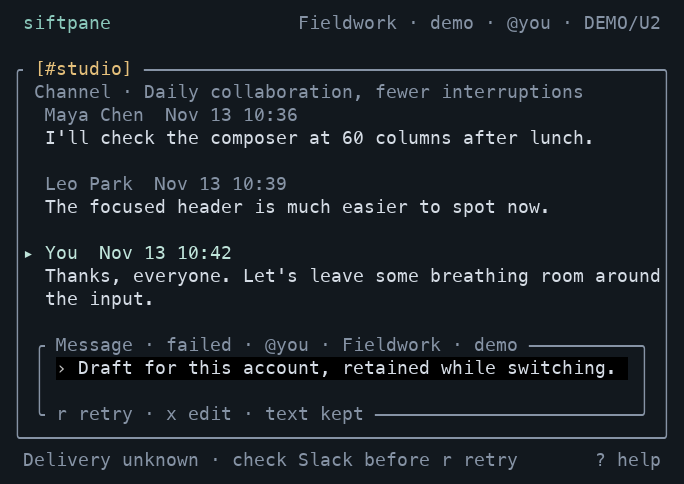 siftpane Fieldwork · demo · @you · DEMO/U2
[#studio]
Channel · Daily collaboration, fewer interruptions
Maya Chen Nov 13 10:36
I'll check the composer at 60 columns after lunch.
Leo Park Nov 13 10:39
The focused header is much easier to spot now.
▸ You Nov 13 10:42
Thanks, everyone. Let's leave some breathing room around
the input.
Message · failed · @you · Fieldwork · demo
› Draft for this account, retained while switching.
r retry · x edit · text kept
Delivery unknown · check Slack before r retry ? help